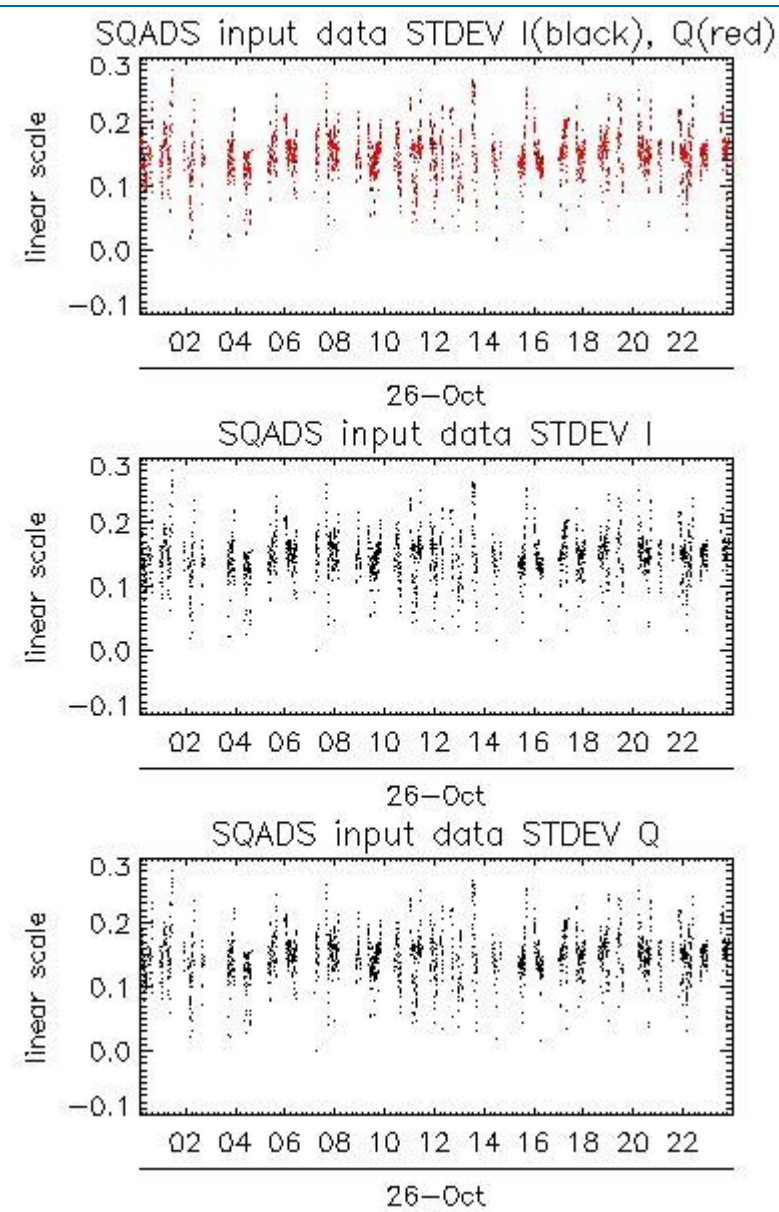 SQADS input data STDEV I(black), Q(red)
0.3
0.2
0.1
0.0
−0.1
linear scale
02 04 06 08 10 12 14 16 18 20 22
26−Oct
SQADS input data STDEV I
0.3
0.2
0.1
0.0
−0.1
linear scale
02 04 06 08 10 12 14 16 18 20 22
26−Oct
SQADS input data STDEV Q
0.3
0.2
0.1
0.0
−0.1
linear scale
02 04 06 08 10 12 14 16 18 20 22
26−Oct